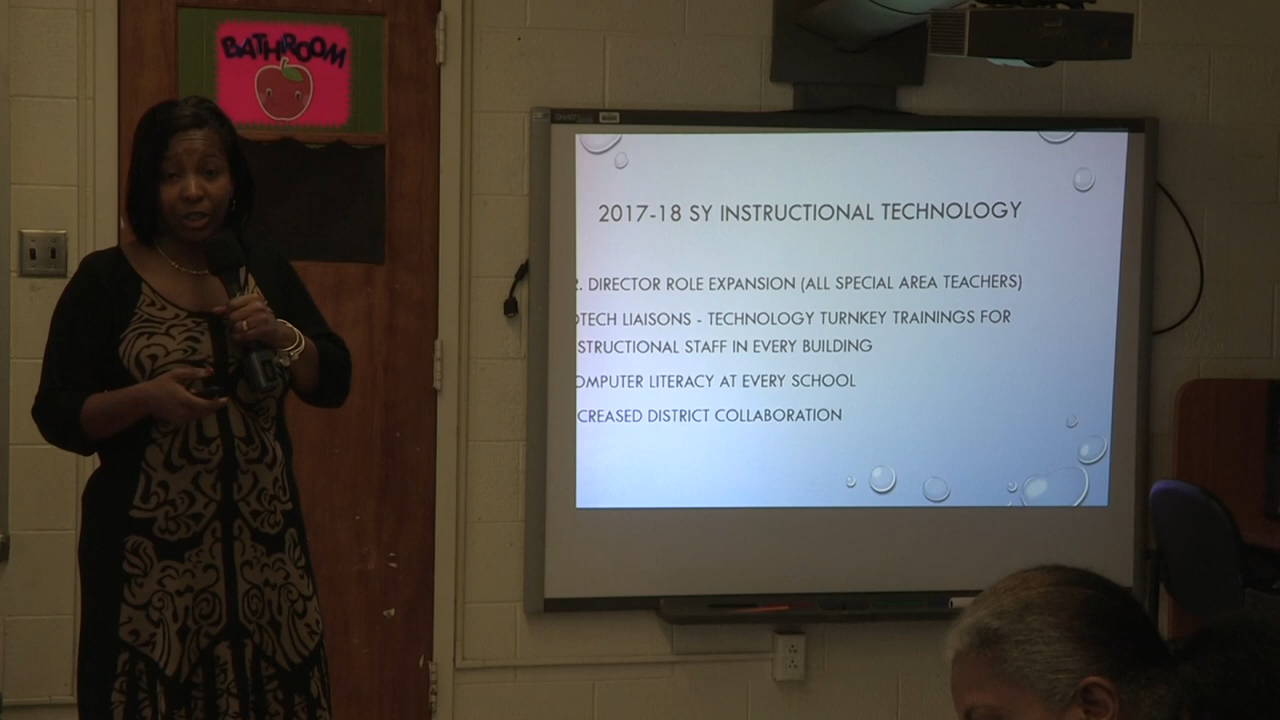 BATHROOM
SMART
2017-18 SY INSTRUCTIONAL TECHNOLOGY
. DIRECTOR ROLE EXPANSION (ALL SPECIAL AREA TEACHERS)
TECH LIAISONS - TECHNOLOGY TURNKEY TRAININGS FOR
STRUCTIONAL STAFF IN EVERY BUILDING
OMPUTER LITERACY AT EVERY SCHOOL
CREASED DISTRICT COLLABORATION